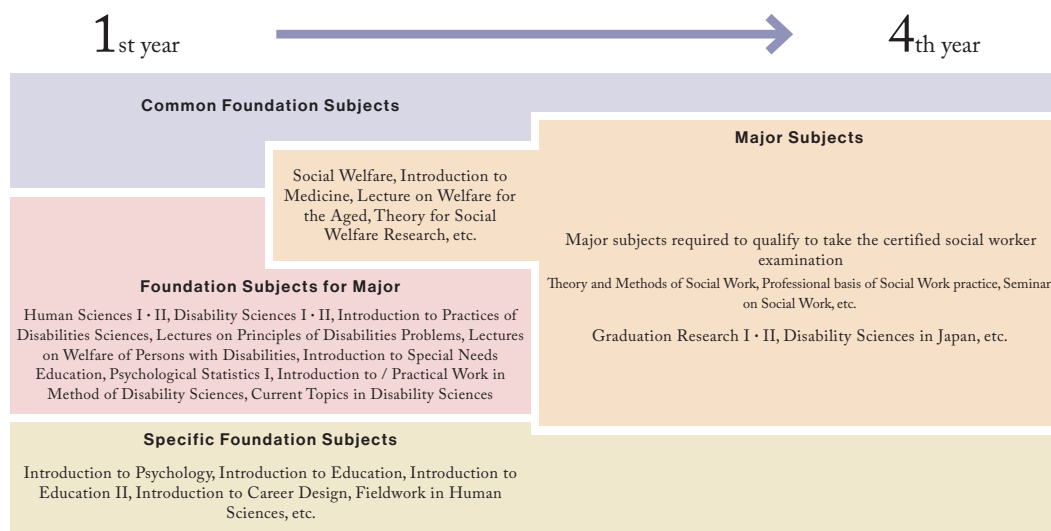 1st year
4th year
Common Foundation Subjects
Major Subjects
Social Welfare, Introduction to
Medicine, Lecture on Welfare for
the Aged, Theory for Social
Welfare Research, etc.
Major subjects required to qualify to take the certified social worker
examination
Theory and Methods of Social Work, Professional basis of Social Work practice, Seminar
on Social Work, etc.
Graduation Research I・II, Disability Sciences in Japan, etc.
Foundation Subjects for Major
Human Sciences I・II, Disability Sciences I・II, Introduction to Practices of
Disabilities Sciences, Lectures on Principles of Disabilities Problems, Lectures
on Welfare of Persons with Disabilities, Introduction to Special Needs
Education, Psychological Statistics I, Introduction to / Practical Work in
Method of Disability Sciences, Current Topics in Disability Sciences
Specific Foundation Subjects
Introduction to Psychology, Introduction to Education, Introduction to
Education II, Introduction to Career Design, Fieldwork in Human
Sciences, etc.